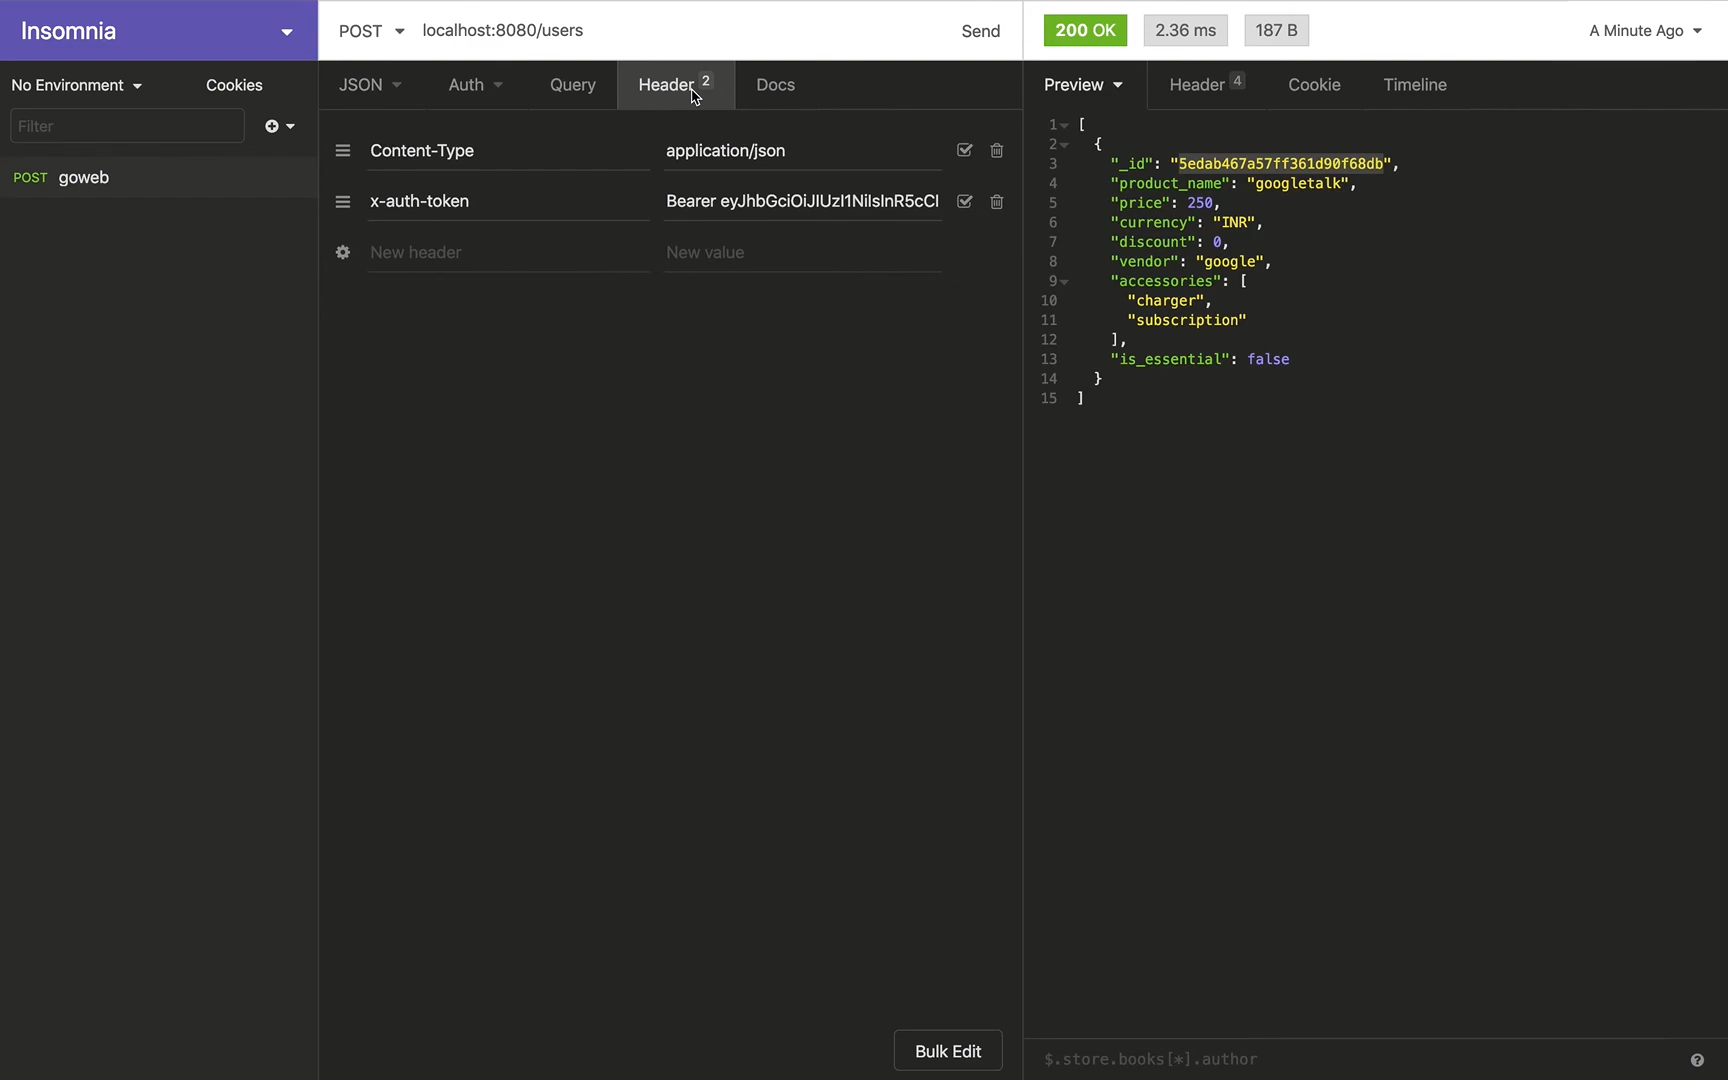 Insomnia
POST localhost:8080/users Send
200 OK 2.36 ms 187 B A Minute Ago
No Environment Cookies
JSON Auth Query Header 2 Docs
Preview Header 4 Cookie Timeline
Filter
POST goweb
Content-Type application/json
x-auth-token Bearer eyJhbGciOiJIUzI1NiIsInR5cCI
New header New value
Bulk Edit
1 [
2 {
3 "_id": "5edab467a57ff361d90f68db",
4 "product_name": "googletalk",
5 "price": 250,
6 "currency": "INR",
7 "discount": 0,
8 "vendor": "google",
9 "accessories": [
10 "charger",
11 "subscription"
12 ],
13 "is_essential": false
14 }
15 ]
$.store.books[*].author